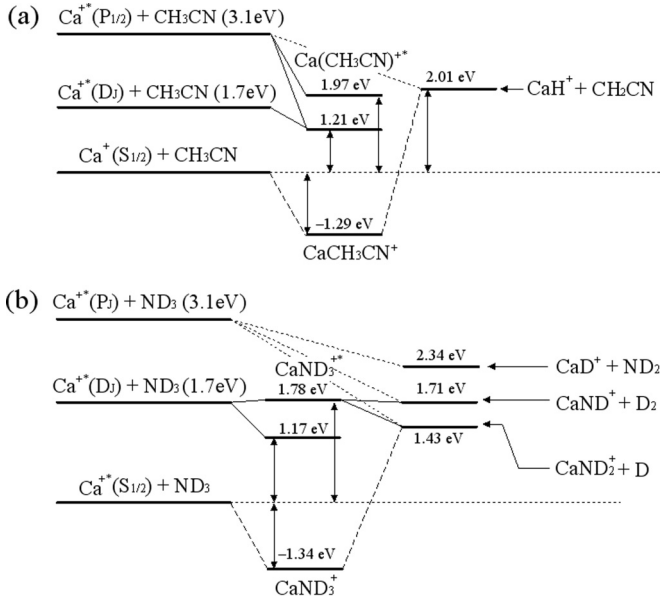 (a)
Ca⁺*(P₁/₂) + CH₃CN (3.1eV)
Ca(CH₃CN)⁺*
1.97 eV
2.01 eV
CaH⁺ + CH₂CN
Ca⁺*(DJ) + CH₃CN (1.7eV)
1.21 eV
Ca⁺(S₁/₂) + CH₃CN
–1.29 eV
CaCH₃CN⁺
(b)
Ca⁺*(PJ) + ND₃ (3.1eV)
CaND₃⁺*
2.34 eV
CaD⁺ + ND₂
Ca⁺*(DJ) + ND₃ (1.7eV)
1.78 eV
1.71 eV
CaND⁺ + D₂
1.17 eV
1.43 eV
CaND₂⁺ + D
Ca⁺*(S₁/₂) + ND₃
–1.34 eV
CaND₃⁺